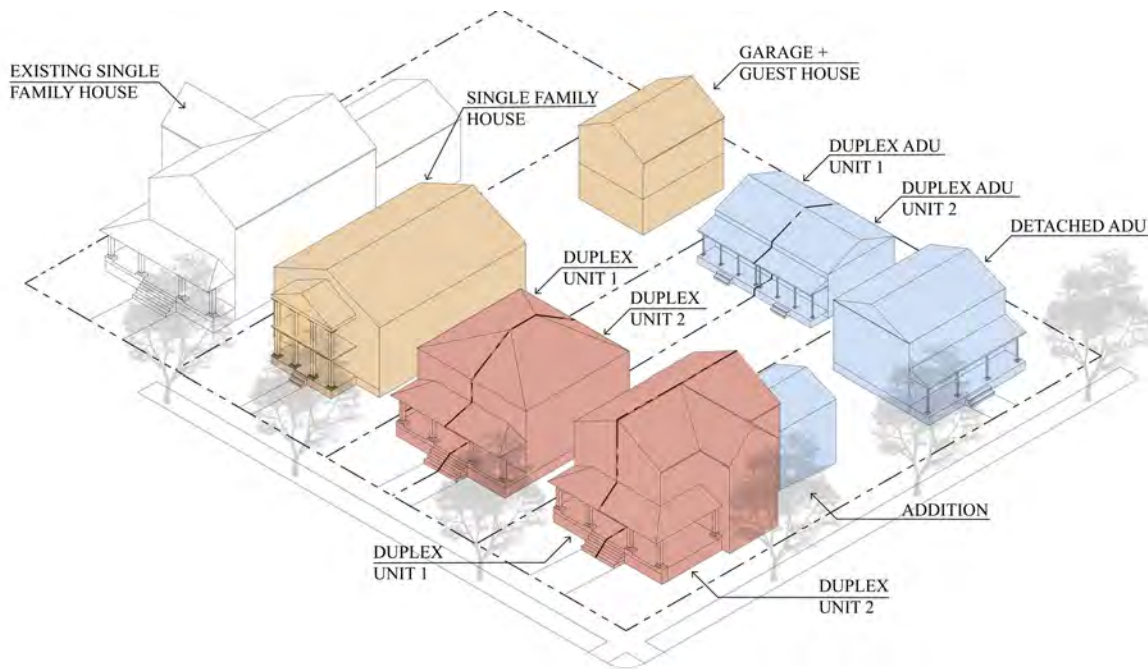 EXISTING SINGLE
FAMILY HOUSE
SINGLE FAMILY
HOUSE
GARAGE +
GUEST HOUSE
DUPLEX ADU
UNIT 1
DUPLEX ADU
UNIT 2
DETACHED ADU
DUPLEX
UNIT 1
DUPLEX
UNIT 2
ADDITION
DUPLEX
UNIT 1
DUPLEX
UNIT 2